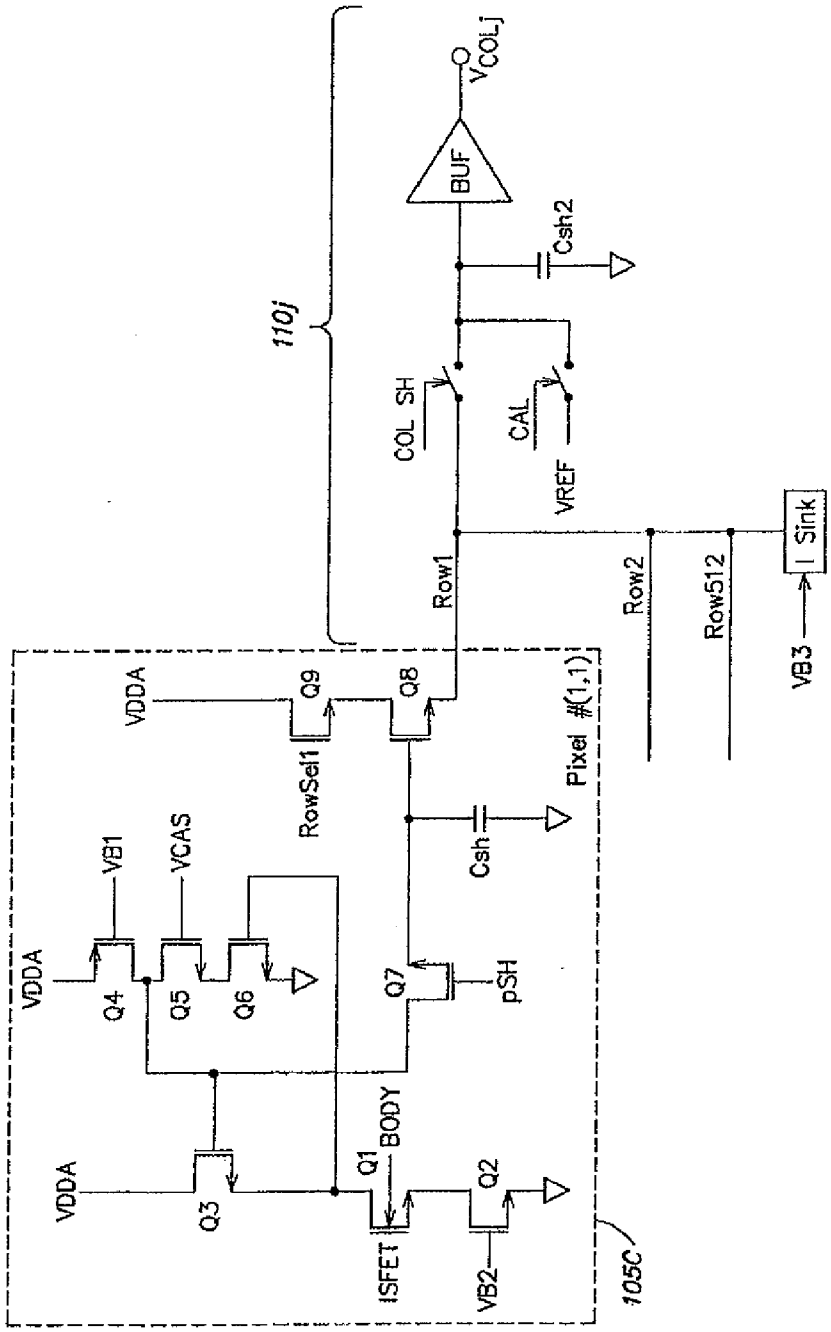 110j
VDDA
VB1
VDDA
VCAS
Q4
Q5
Q6
Q3
VDDA
Q9
RowSel1
Q8
Q7
pSH
Csh
Q1
BODY
ISFET
Q2
VB2
Pixel #(1,1)
105C
Row1
Row2
Row512
VB3
I Sink
COL SH
CAL
VREF
Csh2
BUF
VCOLj